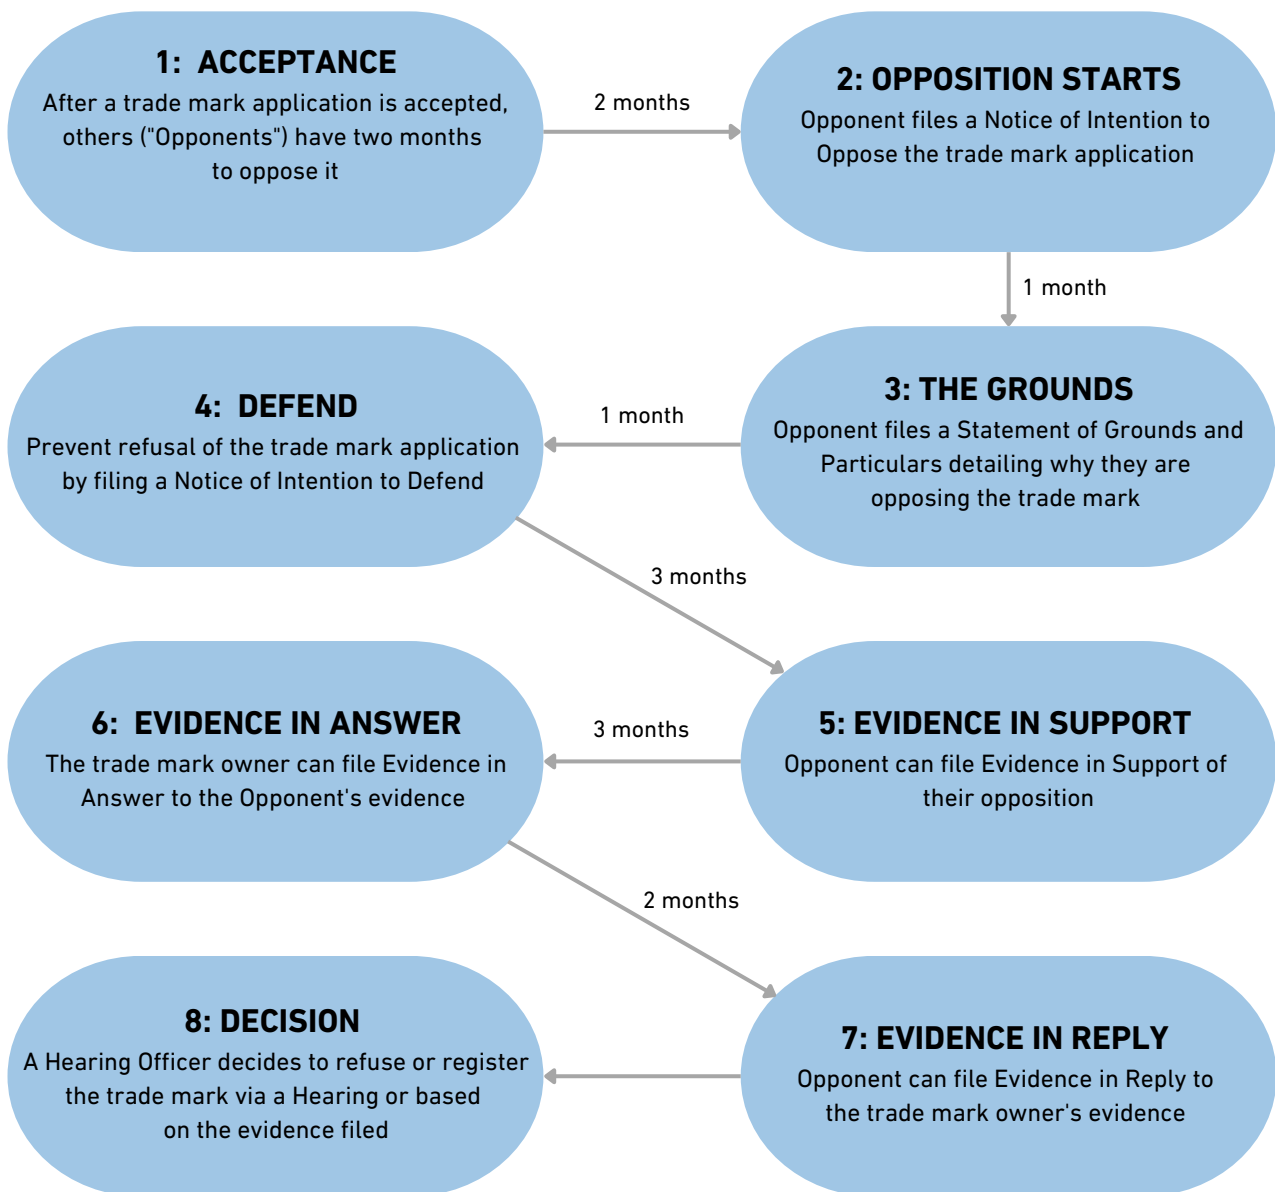 1:  ACCEPTANCE
After a trade mark application is accepted,
others ("Opponents") have two months
to oppose it
2 months
2: OPPOSITION STARTS
Opponent files a Notice of Intention to
Oppose the trade mark application
1 month
3: THE GROUNDS
Opponent files a Statement of Grounds and
Particulars detailing why they are
opposing the trade mark
1 month
4:  DEFEND
Prevent refusal of the trade mark application
by filing a Notice of Intention to Defend
3 months
5: EVIDENCE IN SUPPORT
Opponent can file Evidence in Support of
their opposition
3 months
6:  EVIDENCE IN ANSWER
The trade mark owner can file Evidence in
Answer to the Opponent's evidence
2 months
7: EVIDENCE IN REPLY
Opponent can file Evidence in Reply to
the trade mark owner's evidence
8: DECISION
A Hearing Officer decides to refuse or register
the trade mark via a Hearing or based
on the evidence filed